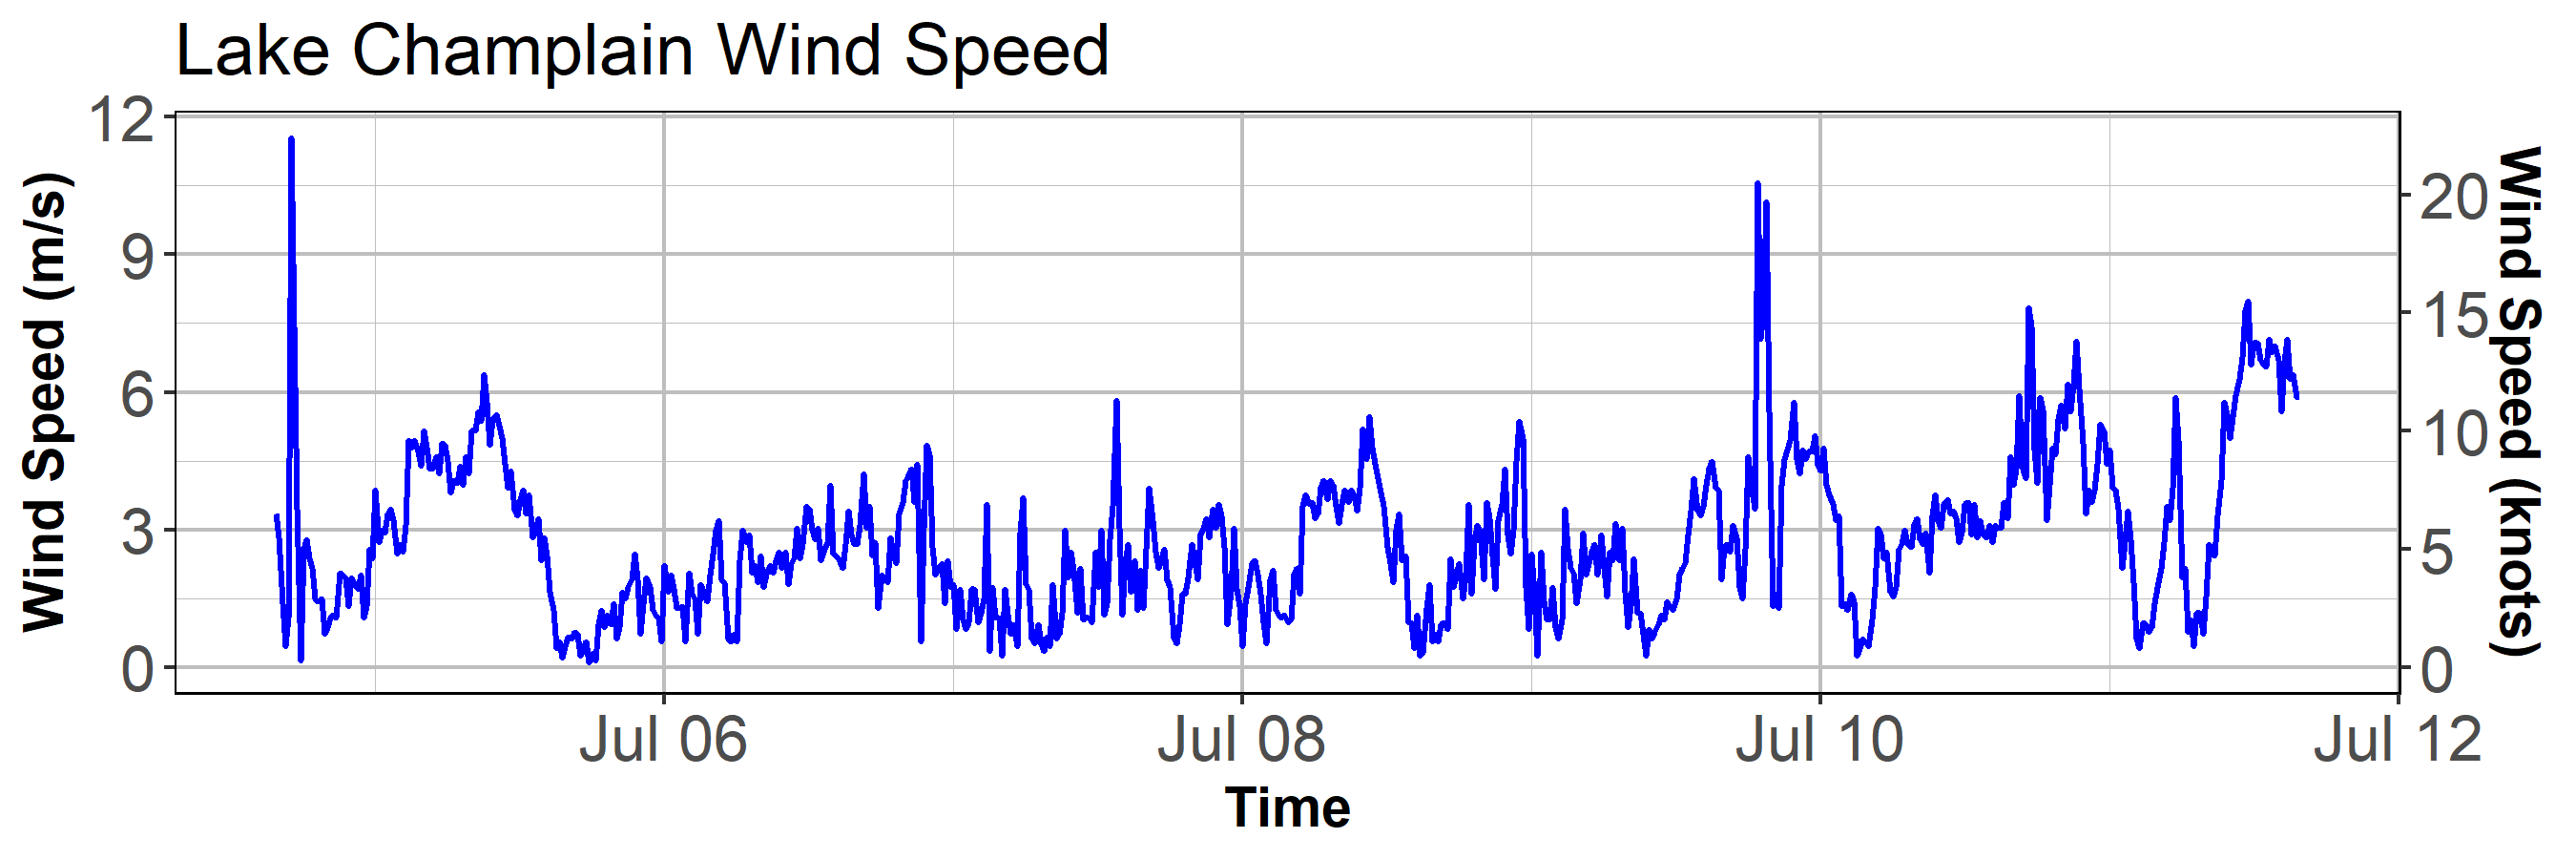 Lake Champlain Wind Speed
12
9
6
3
0
Wind Speed (m/s)
20
15
10
5
0
Wind Speed (knots)
Jul 06
Jul 08
Jul 10
Jul 12
Time